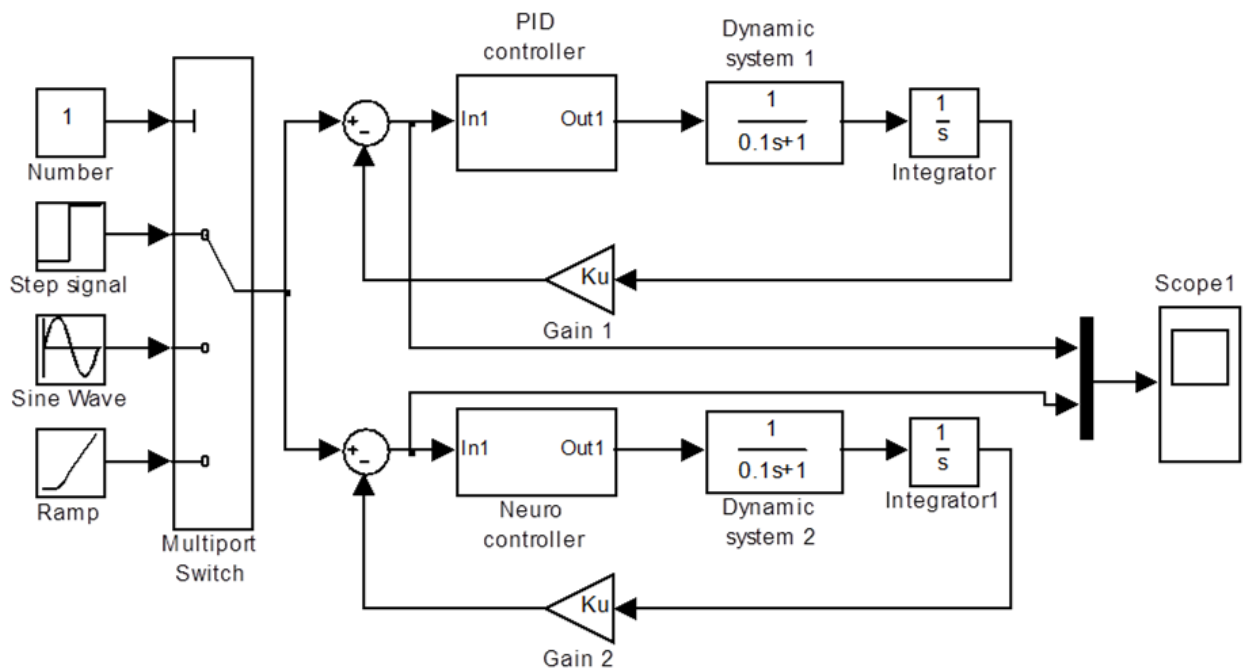 PID
controller
Dynamic
system 1
1
Number
In1
Out1
1
0.1s+1
1
s
Integrator
Step signal
Ku
Gain 1
Scope1
Sine Wave
In1
Out1
1
0.1s+1
1
s
Integrator1
Ramp
Neuro
controller
Dynamic
system 2
Multiport
Switch
Ku
Gain 2